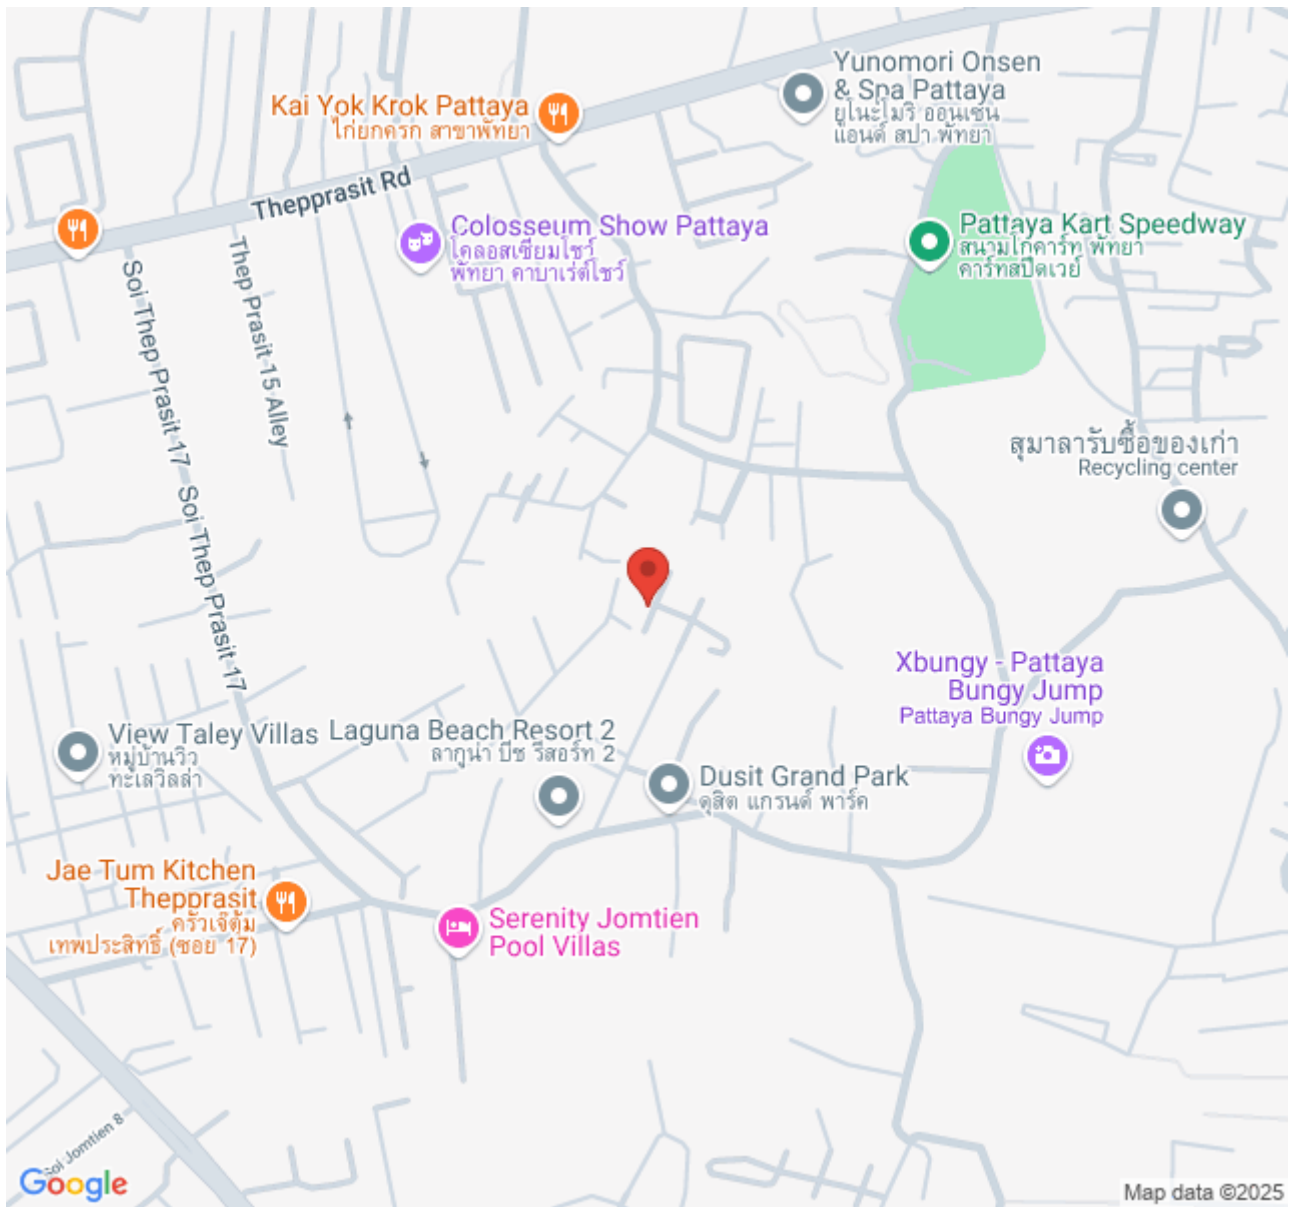 Yunomori Onsen
& Spa Pattaya
ยูโนะโมริ ออนเซ็น
แอนด์ สปา พัทยา
Kai Yok Krok Pattaya
ไก่ยกครก สาขาพัทยา
Thepprasit Rd
Colosseum Show Pattaya
โคลอสเซียมโชว์
พัทยา คาบาเร่ต์โชว์
Pattaya Kart Speedway
สนามโกคาร์ท พัทยา
คาร์ทสปีดเวย์
Soi Thep Prasit 17
Thep Prasit 15 Alley
สุมาลารับซื้อของเก่า
Recycling center
Soi Thep Prasit 17
Xbungy - Pattaya
Bungy Jump
Pattaya Bungy Jump
View Taley Villas
หมู่บ้านวิว
ทะเลวิลล่า
Laguna Beach Resort 2
ลากูน่า บีช รีสอร์ท 2
Dusit Grand Park
ดุสิต แกรนด์ พาร์ค
Jae Tum Kitchen
Thepprasit
ครัวเจ๊ตุ้ม
เทพประสิทธิ์ (ซอย 17)
Serenity Jomtien
Pool Villas
Soi Jomtien 8
Google
Map data ©2025